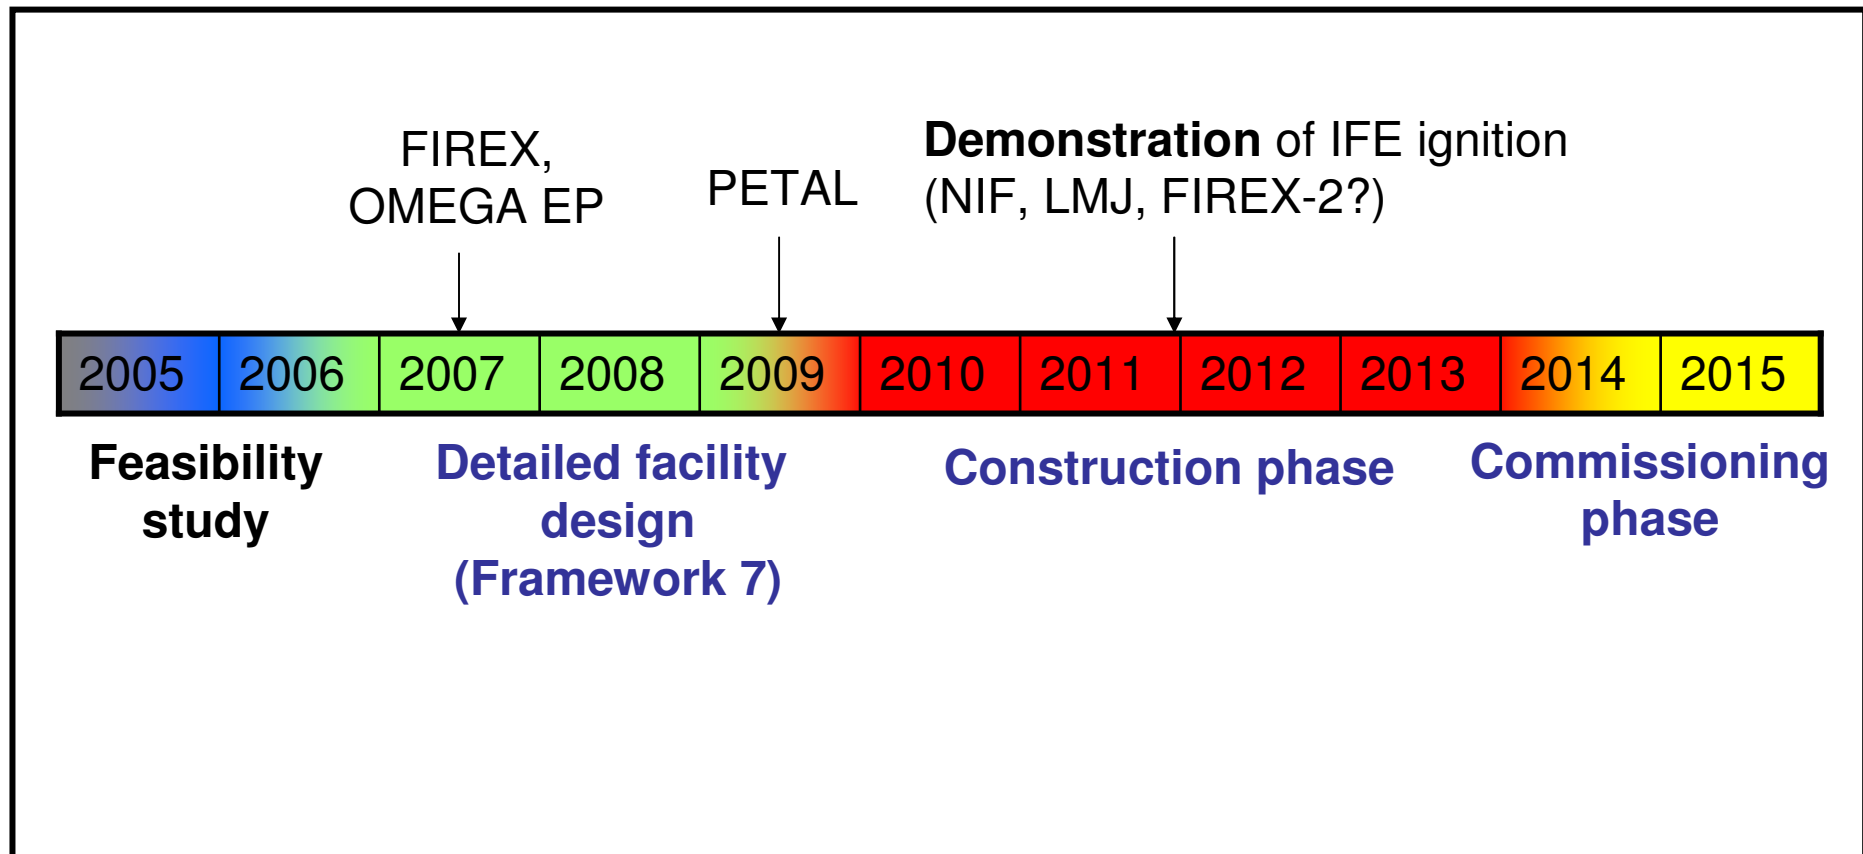 FIREX,
OMEGA EP
PETAL
Demonstration of IFE ignition
(NIF, LMJ, FIREX-2?)
2005 2006 2007 2008 2009 2010 2011 2012 2013 2014 2015
Feasibility
study
Detailed facility
design
(Framework 7)
Construction phase
Commissioning
phase